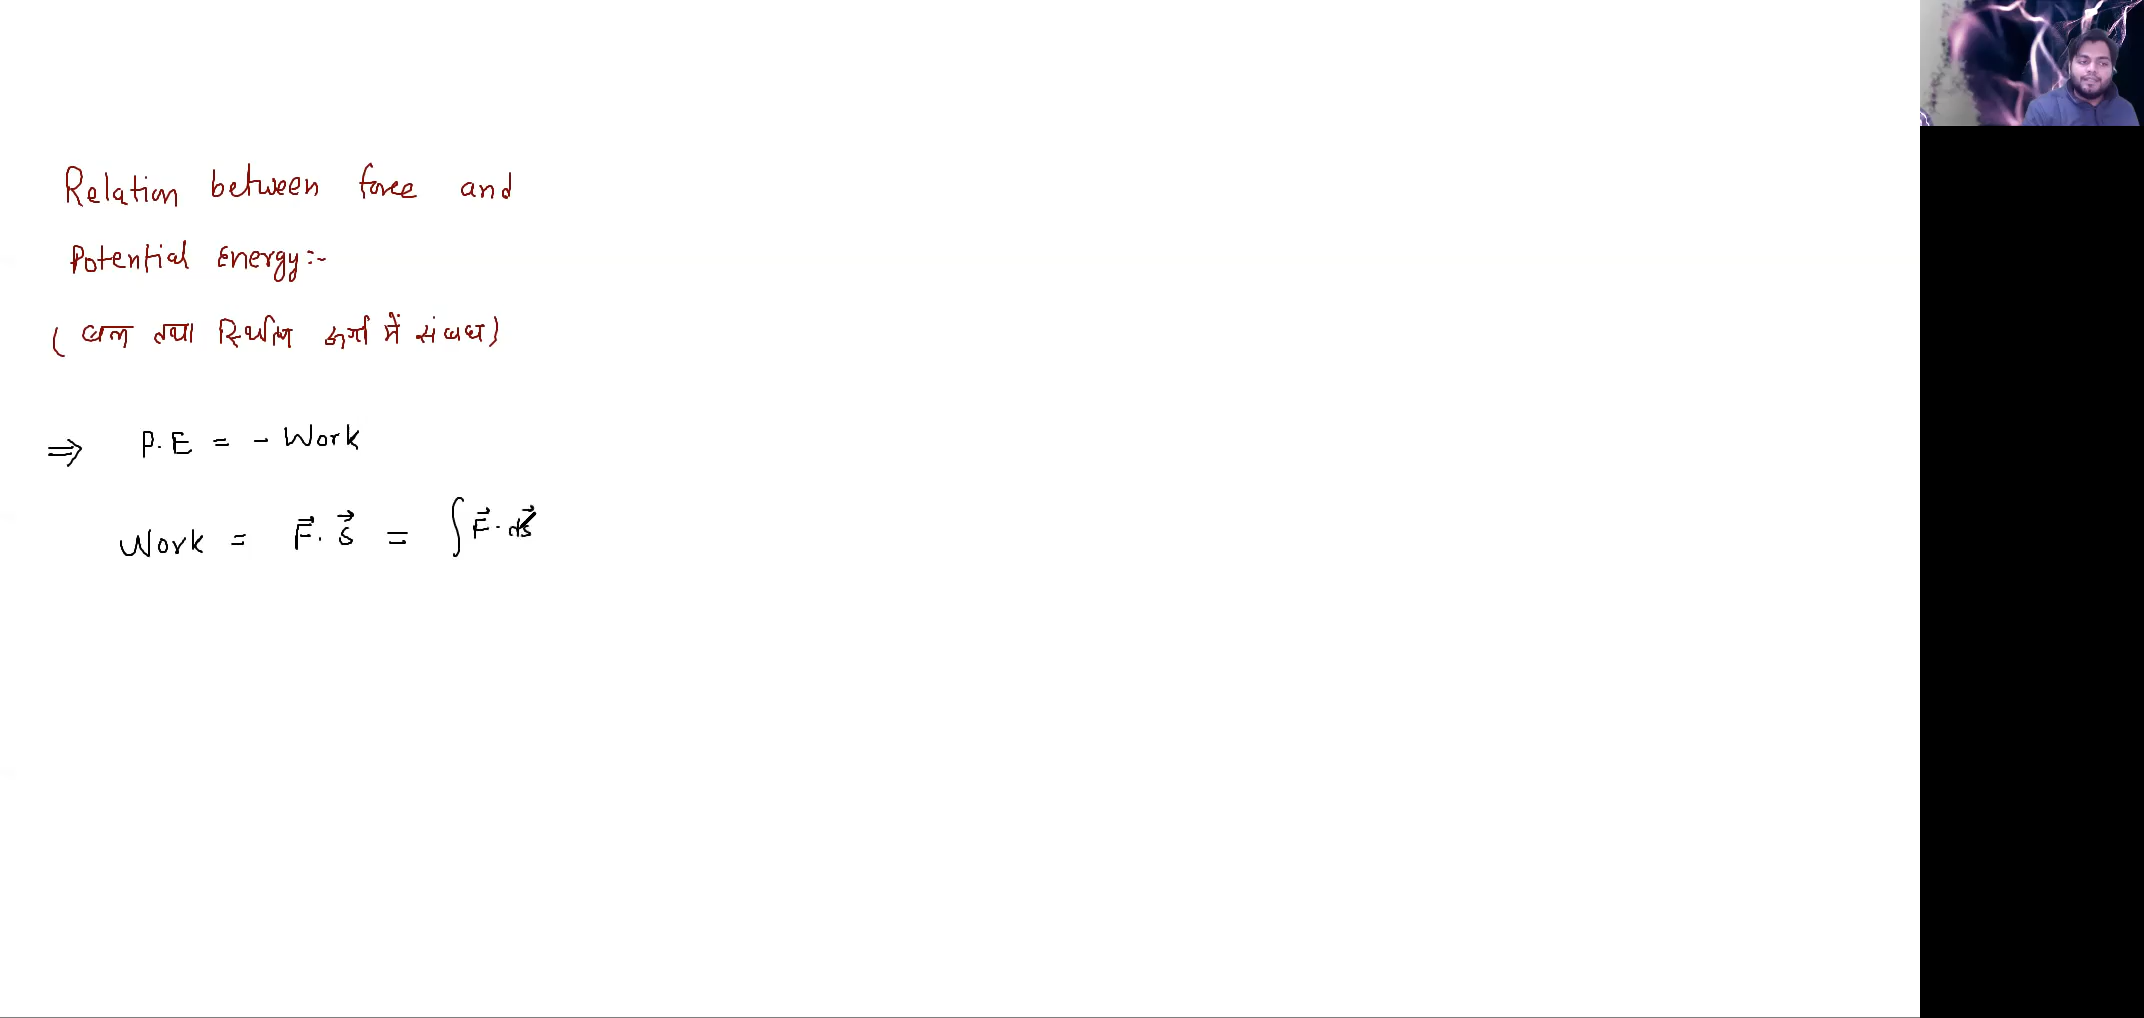 Relation between force and
Potential Energy:-
(बल तथा स्थितिज ऊर्जा में संबंध)
⇒ P.E = - Work
Work = F⃗ . s⃗ = ∫F⃗ . ds⃗